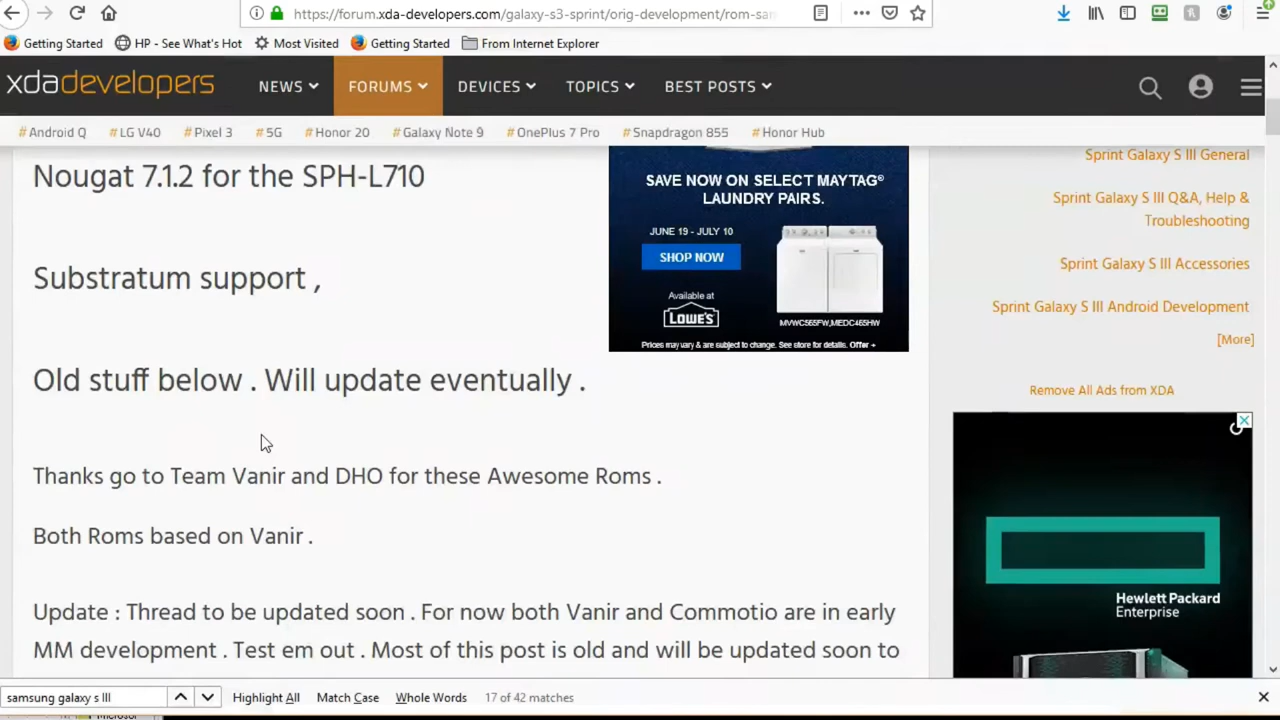 https://forum.xda-developers.com/galaxy-s3-sprint/orig-development/rom-san
Getting Started HP - See What's Hot Most Visited Getting Started From Internet Explorer
xdadevelopers NEWS FORUMS DEVICES TOPICS BEST POSTS
# Android Q # LG V40 # Pixel 3 # 5G # Honor 20 # Galaxy Note 9 # OnePlus 7 Pro # Snapdragon 855 # Honor Hub
Nougat 7.1.2 for the SPH-L710
Substratum support ,
Old stuff below . Will update eventually .
Thanks go to Team Vanir and DHO for these Awesome Roms .
Both Roms based on Vanir .
Update : Thread to be updated soon . For now both Vanir and Commotio are in early
MM development . Test em out . Most of this post is old and will be updated soon to
SAVE NOW ON SELECT MAYTAG®
LAUNDRY PAIRS.
JUNE 19 - JULY 10
SHOP NOW
Available at
LOWE'S
MVWC565FW,MEDC465HW
Prices may vary & are subject to change. See store for details. Offer +
Sprint Galaxy S III General
Sprint Galaxy S III Q&A, Help &
Troubleshooting
Sprint Galaxy S III Accessories
Sprint Galaxy S III Android Development
[More]
Remove All Ads from XDA
Hewlett Packard
Enterprise
samsung galaxy s III Highlight All Match Case Whole Words 17 of 42 matches